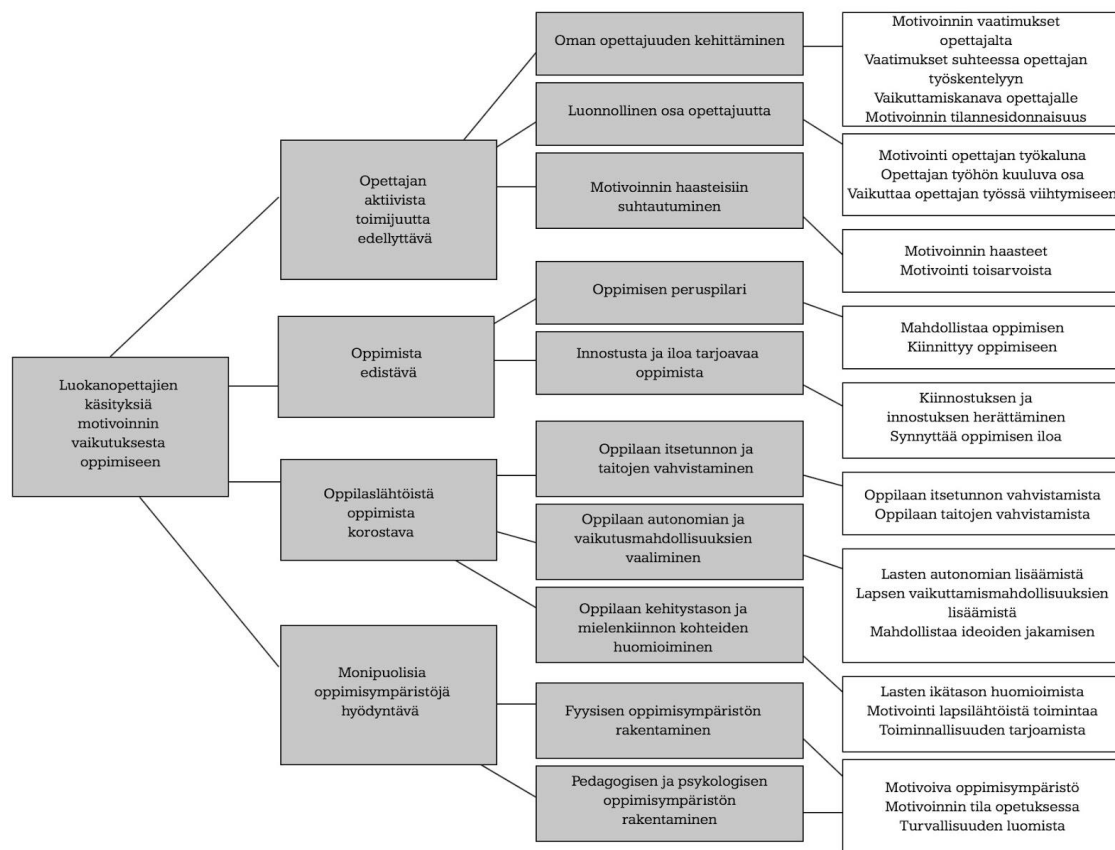 Luokanopettajien
käsityksiä
motivoinnin
vaikutuksesta
oppimiseen
Opettajan
aktiivista
toimijuutta
edellyttävä
Oppimista
edistävä
Oppilaslähtöistä
oppimista
korostava
Monipuolisia
oppimisympäristöjä
hyödyntävä
Oman opettajuuden kehittäminen
Luonnollinen osa opettajuutta
Motivoinnin haasteisiin
suhtautuminen
Oppimisen peruspilari
Innostusta ja iloa tarjoavaa
oppimista
Oppilaan itsetunnon ja
taitojen vahvistaminen
Oppilaan autonomian ja
vaikutusmahdollisuuksien
vaaliminen
Oppilaan kehitystason ja
mielenkiinnon kohteiden
huomioiminen
Fyysisen oppimisympäristön
rakentaminen
Pedagogisen ja psykologisen
oppimisympäristön
rakentaminen
Motivoinnin vaatimukset
opettajalta
Vaatimukset suhteessa opettajan
työskentelyyn
Vaikuttamiskanava opettajalle
Motivoinnin tilannesidonnaisuus
Motivointi opettajan työkaluna
Opettajan työhön kuuluva osa
Vaikuttaa opettajan työssä viihtymiseen
Motivoinnin haasteet
Motivointi toisarvoista
Mahdollistaa oppimisen
Kiinnittyy oppimiseen
Kiinnostuksen ja
innostuksen herättäminen
Synnyttää oppimisen iloa
Oppilaan itsetunnon vahvistamista
Oppilaan taitojen vahvistamista
Lasten autonomian lisäämistä
Lapsen vaikuttamismahdollisuuksien
lisäämistä
Mahdollistaa ideoiden jakamisen
Lasten ikätason huomioimista
Motivointi lapsilähtöistä toimintaa
Toiminnallisuuden tarjoamista
Motivoiva oppimisympäristö
Motivoinnin tila opetuksessa
Turvallisuuden luomista